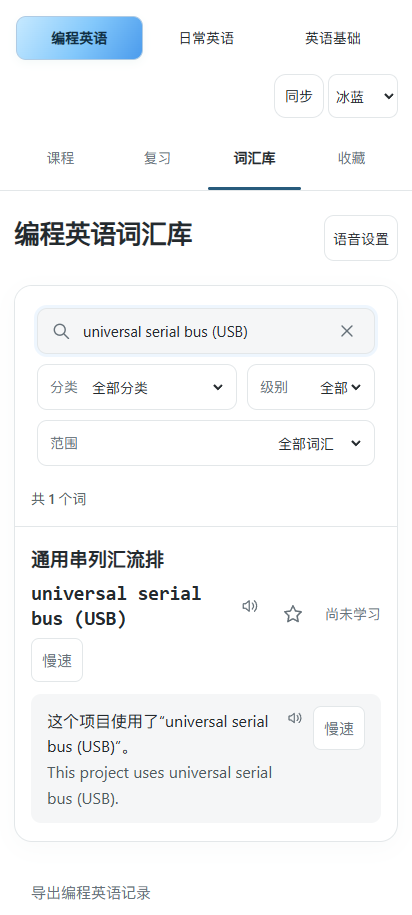 编程英语
日常英语
英语基础
同步
冰蓝
课程
复习
词汇库
收藏
编程英语词汇库
语音设置
universal serial bus (USB)
分类 全部分类
级别 全部
范围 全部词汇
共 1 个词
通用串列汇流排
universal serial
bus (USB)
尚未学习
慢速
这个项目使用了“universal serial
bus (USB)”。
慢速
This project uses universal serial
bus (USB).
导出编程英语记录